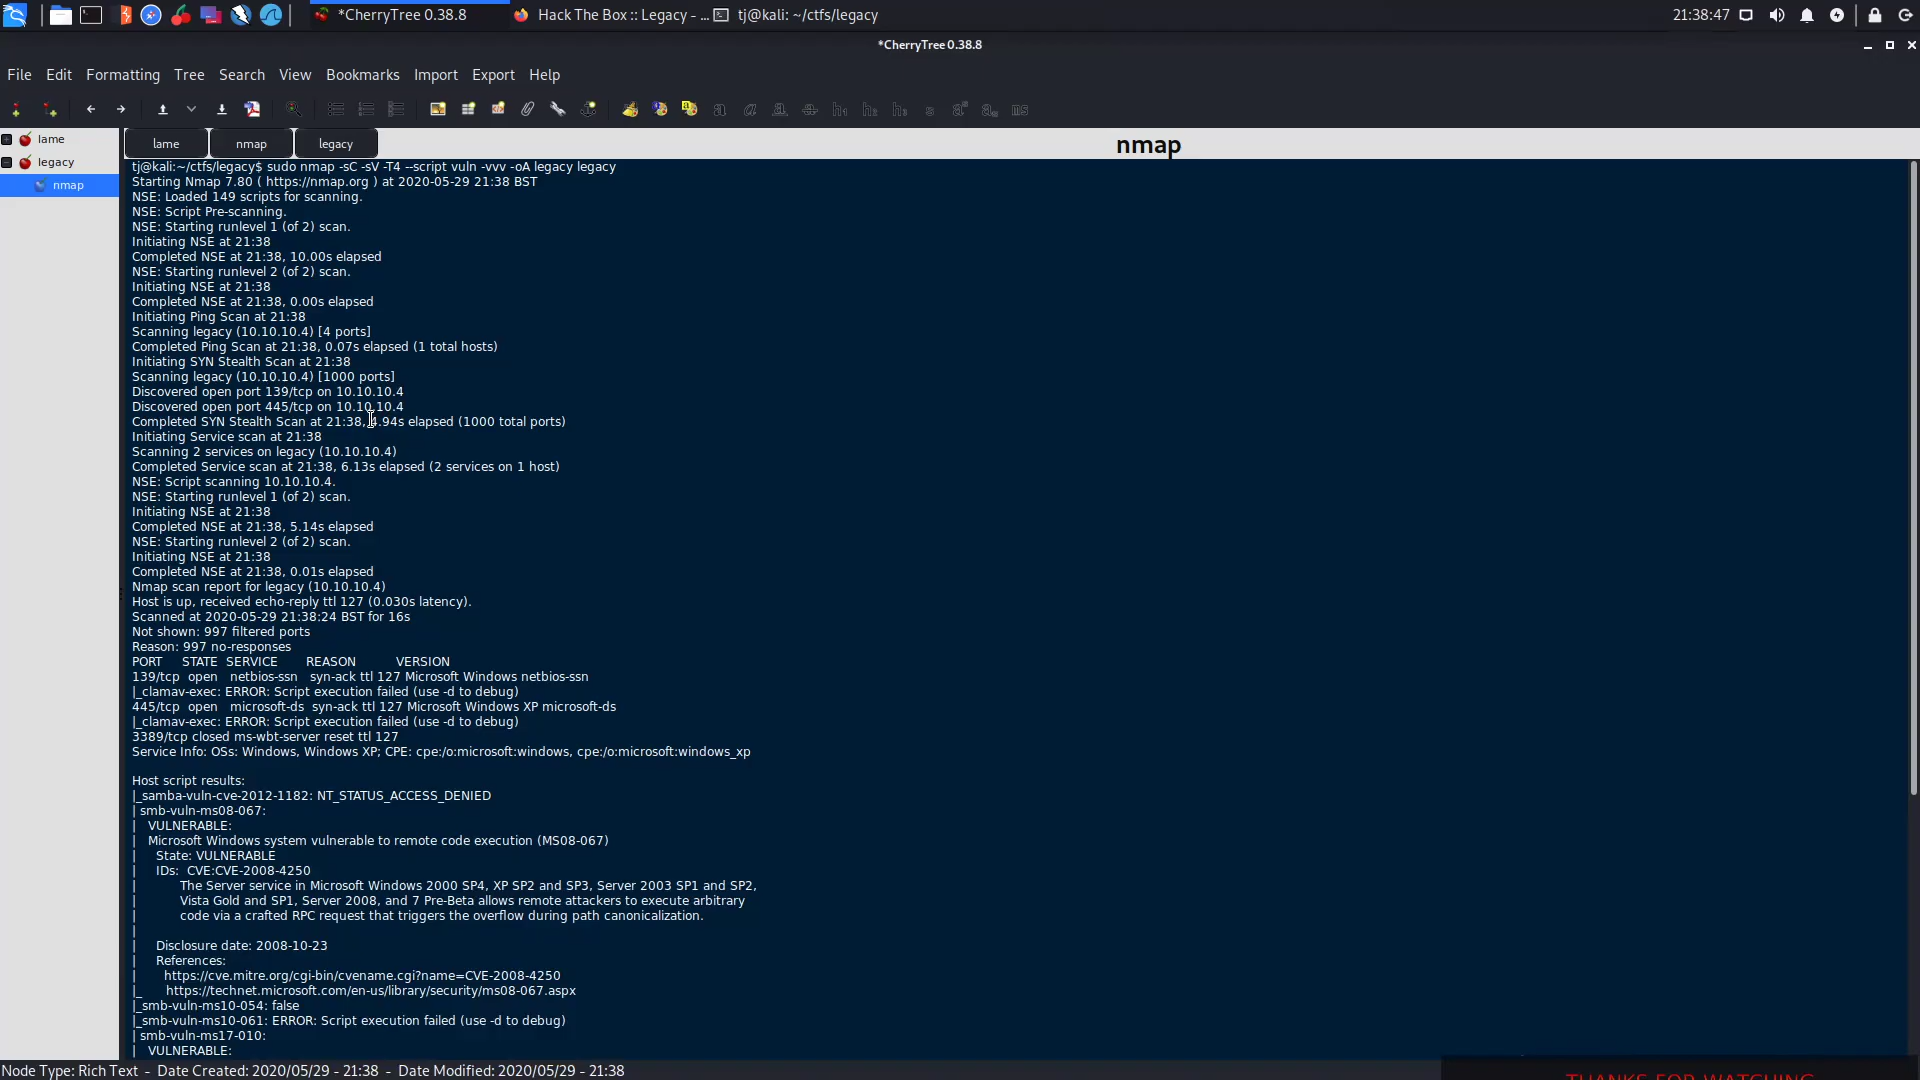 *CherryTree 0.38.8
Hack The Box :: Legacy - ...
tj@kali: ~/ctfs/legacy
21:38:47
*CherryTree 0.38.8
File Edit Formatting Tree Search View Bookmarks Import Export Help
lame
legacy
nmap
lame nmap legacy
nmap
tj@kali:~/ctfs/legacy$ sudo nmap -sC -sV -T4 --script vuln -vvv -oA legacy legacy
Starting Nmap 7.80 ( https://nmap.org ) at 2020-05-29 21:38 BST
NSE: Loaded 149 scripts for scanning.
NSE: Script Pre-scanning.
NSE: Starting runlevel 1 (of 2) scan.
Initiating NSE at 21:38
Completed NSE at 21:38, 10.00s elapsed
NSE: Starting runlevel 2 (of 2) scan.
Initiating NSE at 21:38
Completed NSE at 21:38, 0.00s elapsed
Initiating Ping Scan at 21:38
Scanning legacy (10.10.10.4) [4 ports]
Completed Ping Scan at 21:38, 0.07s elapsed (1 total hosts)
Initiating SYN Stealth Scan at 21:38
Scanning legacy (10.10.10.4) [1000 ports]
Discovered open port 139/tcp on 10.10.10.4
Discovered open port 445/tcp on 10.10.10.4
Completed SYN Stealth Scan at 21:38, 4.94s elapsed (1000 total ports)
Initiating Service scan at 21:38
Scanning 2 services on legacy (10.10.10.4)
Completed Service scan at 21:38, 6.13s elapsed (2 services on 1 host)
NSE: Script scanning 10.10.10.4.
NSE: Starting runlevel 1 (of 2) scan.
Initiating NSE at 21:38
Completed NSE at 21:38, 5.14s elapsed
NSE: Starting runlevel 2 (of 2) scan.
Initiating NSE at 21:38
Completed NSE at 21:38, 0.01s elapsed
Nmap scan report for legacy (10.10.10.4)
Host is up, received echo-reply ttl 127 (0.030s latency).
Scanned at 2020-05-29 21:38:24 BST for 16s
Not shown: 997 filtered ports
Reason: 997 no-responses
PORT STATE SERVICE REASON VERSION
139/tcp open netbios-ssn syn-ack ttl 127 Microsoft Windows netbios-ssn
|_clamav-exec: ERROR: Script execution failed (use -d to debug)
445/tcp open microsoft-ds syn-ack ttl 127 Microsoft Windows XP microsoft-ds
|_clamav-exec: ERROR: Script execution failed (use -d to debug)
3389/tcp closed ms-wbt-server reset ttl 127
Service Info: OSs: Windows, Windows XP; CPE: cpe:/o:microsoft:windows, cpe:/o:microsoft:windows_xp
Host script results:
|_samba-vuln-cve-2012-1182: NT_STATUS_ACCESS_DENIED
| smb-vuln-ms08-067:
| VULNERABLE:
| Microsoft Windows system vulnerable to remote code execution (MS08-067)
| State: VULNERABLE
| IDs: CVE:CVE-2008-4250
| The Server service in Microsoft Windows 2000 SP4, XP SP2 and SP3, Server 2003 SP1 and SP2,
| Vista Gold and SP1, Server 2008, and 7 Pre-Beta allows remote attackers to execute arbitrary
| code via a crafted RPC request that triggers the overflow during path canonicalization.
|
| Disclosure date: 2008-10-23
| References:
| https://cve.mitre.org/cgi-bin/cvename.cgi?name=CVE-2008-4250
|_ https://technet.microsoft.com/en-us/library/security/ms08-067.aspx
|_smb-vuln-ms10-054: false
|_smb-vuln-ms10-061: ERROR: Script execution failed (use -d to debug)
| smb-vuln-ms17-010:
| VULNERABLE:
Node Type: Rich Text - Date Created: 2020/05/29 - 21:38 - Date Modified: 2020/05/29 - 21:38
THANKS FOR WATCHING